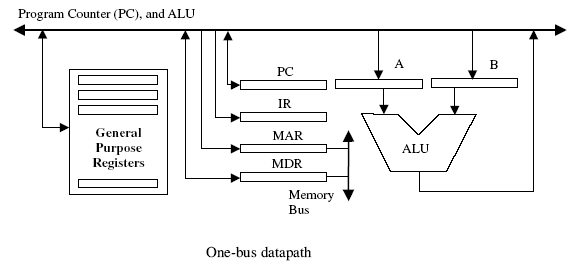 Program Counter (PC), and ALU
A
B
PC
IR
MAR
MDR
General
Purpose
Registers
ALU
Memory
Bus
One-bus datapath